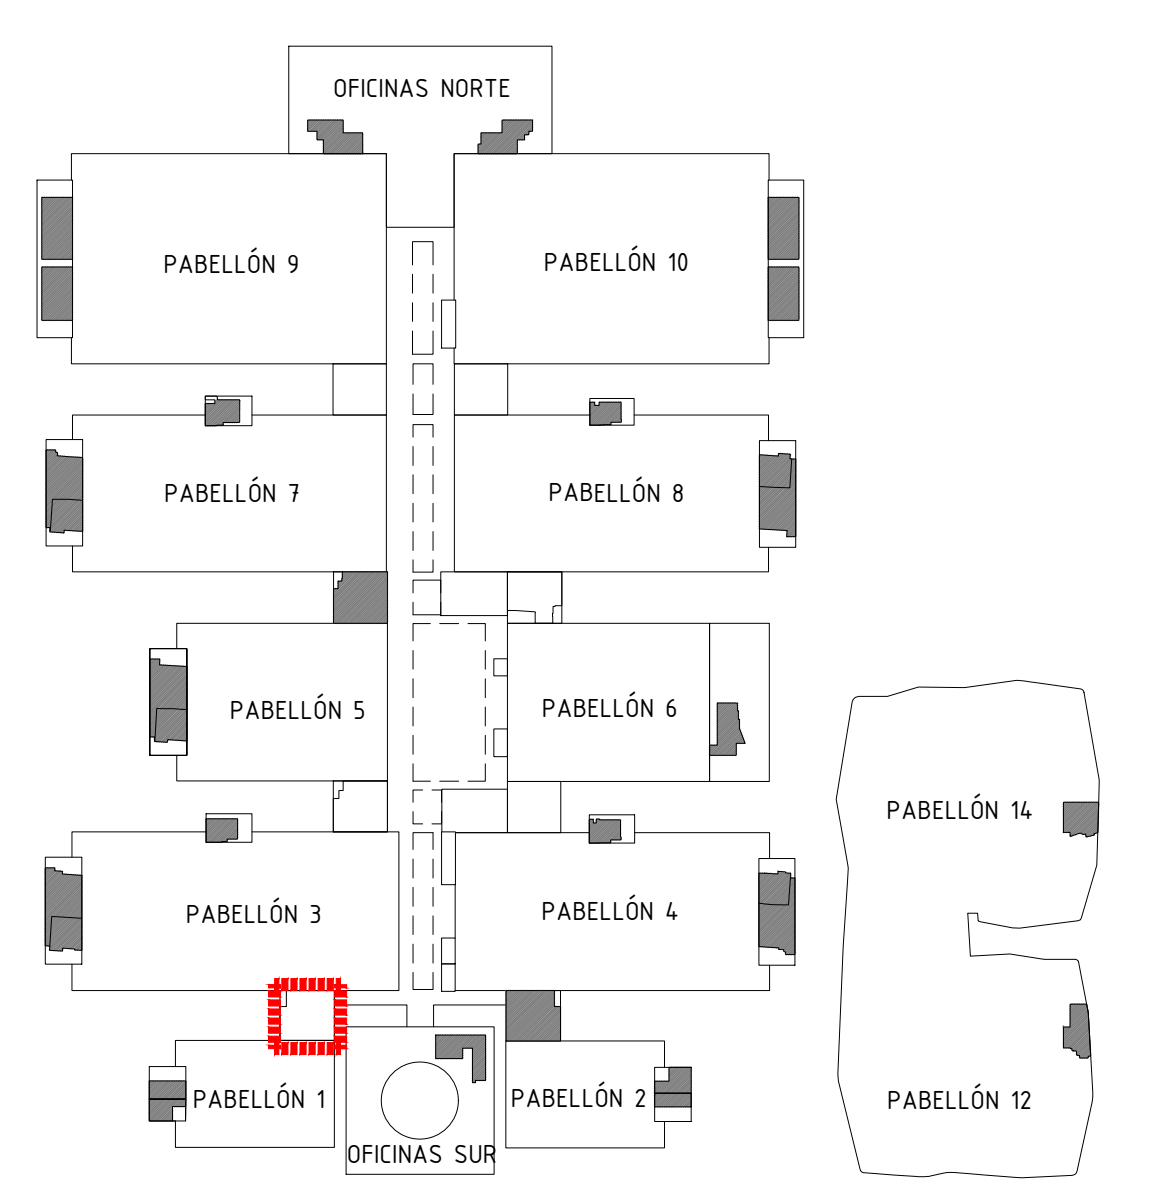 OFICINAS NORTE
PABELLÓN 9
PABELLÓN 10
PABELLÓN 7
PABELLÓN 8
PABELLÓN 5
PABELLÓN 6
PABELLÓN 14
PABELLÓN 3
PABELLÓN 4
PABELLÓN 1
PABELLÓN 2
PABELLÓN 12
OFICINAS SUR